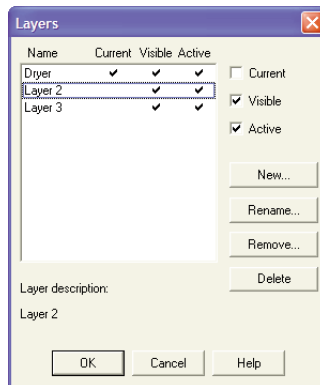 Layers
Name Current Visible Active
Dryer
Layer 2
Layer 3
Current
Visible
Active
New...
Rename...
Remove...
Delete
Layer description:
Layer 2
OK Cancel Help